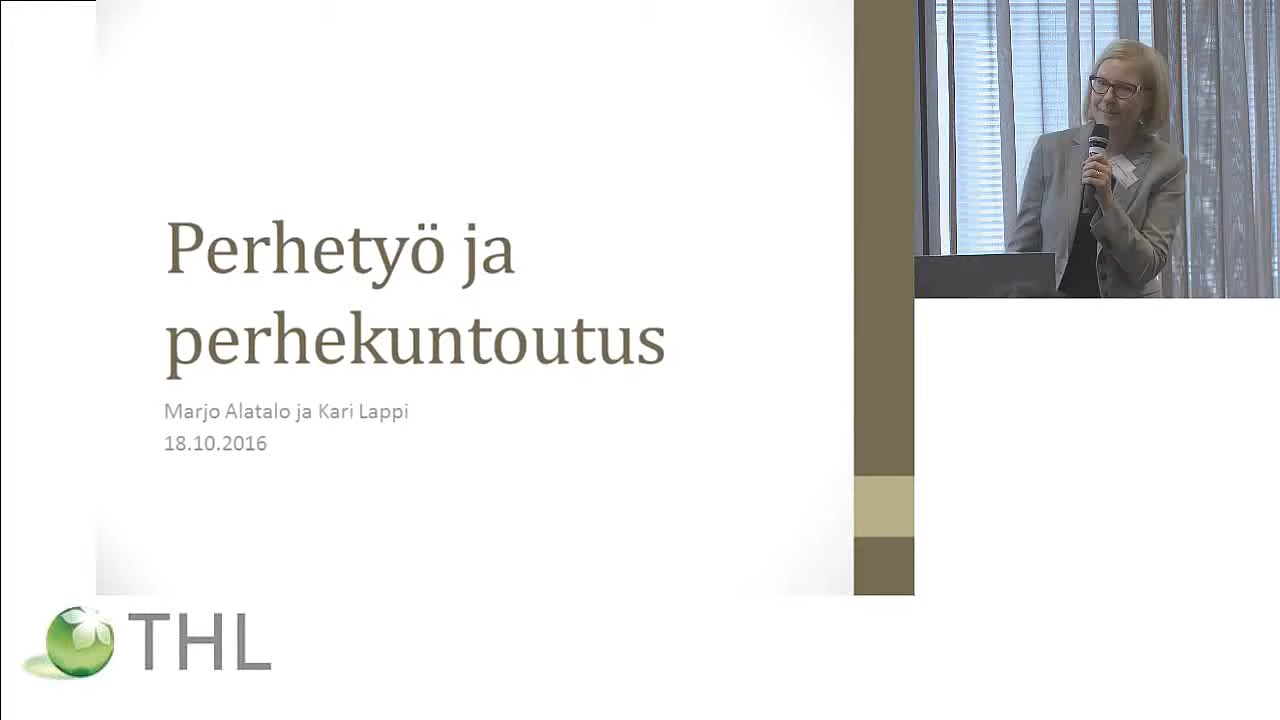 Perhetyö ja
perhekuntoutus
Marjo Alatalo ja Kari Lappi
18.10.2016
THL